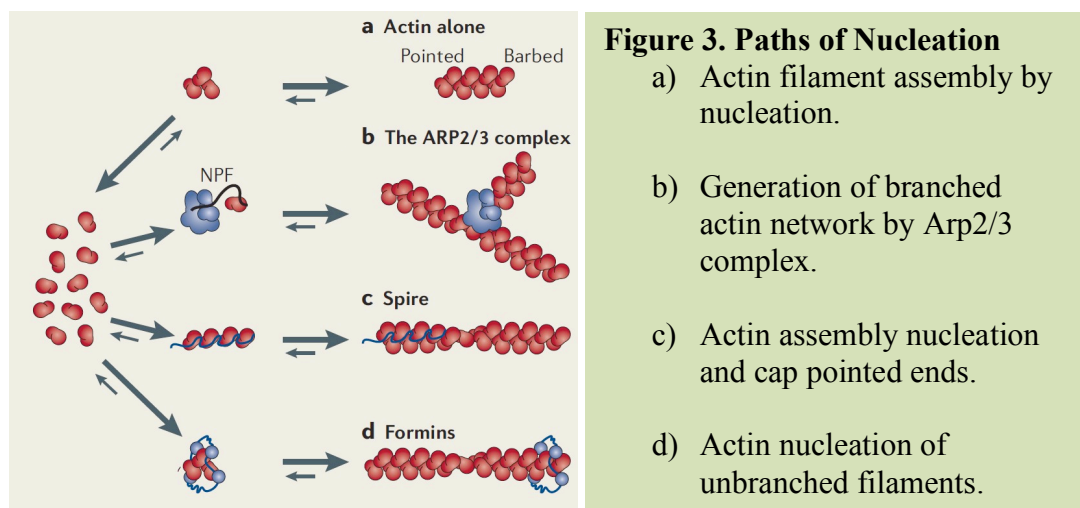 a Actin alone
Pointed Barbed
b The ARP2/3 complex
NPF
c Spire
d Formins
Figure 3. Paths of Nucleation
a) Actin filament assembly by
nucleation.
b) Generation of branched
actin network by Arp2/3
complex.
c) Actin assembly nucleation
and cap pointed ends.
d) Actin nucleation of
unbranched filaments.